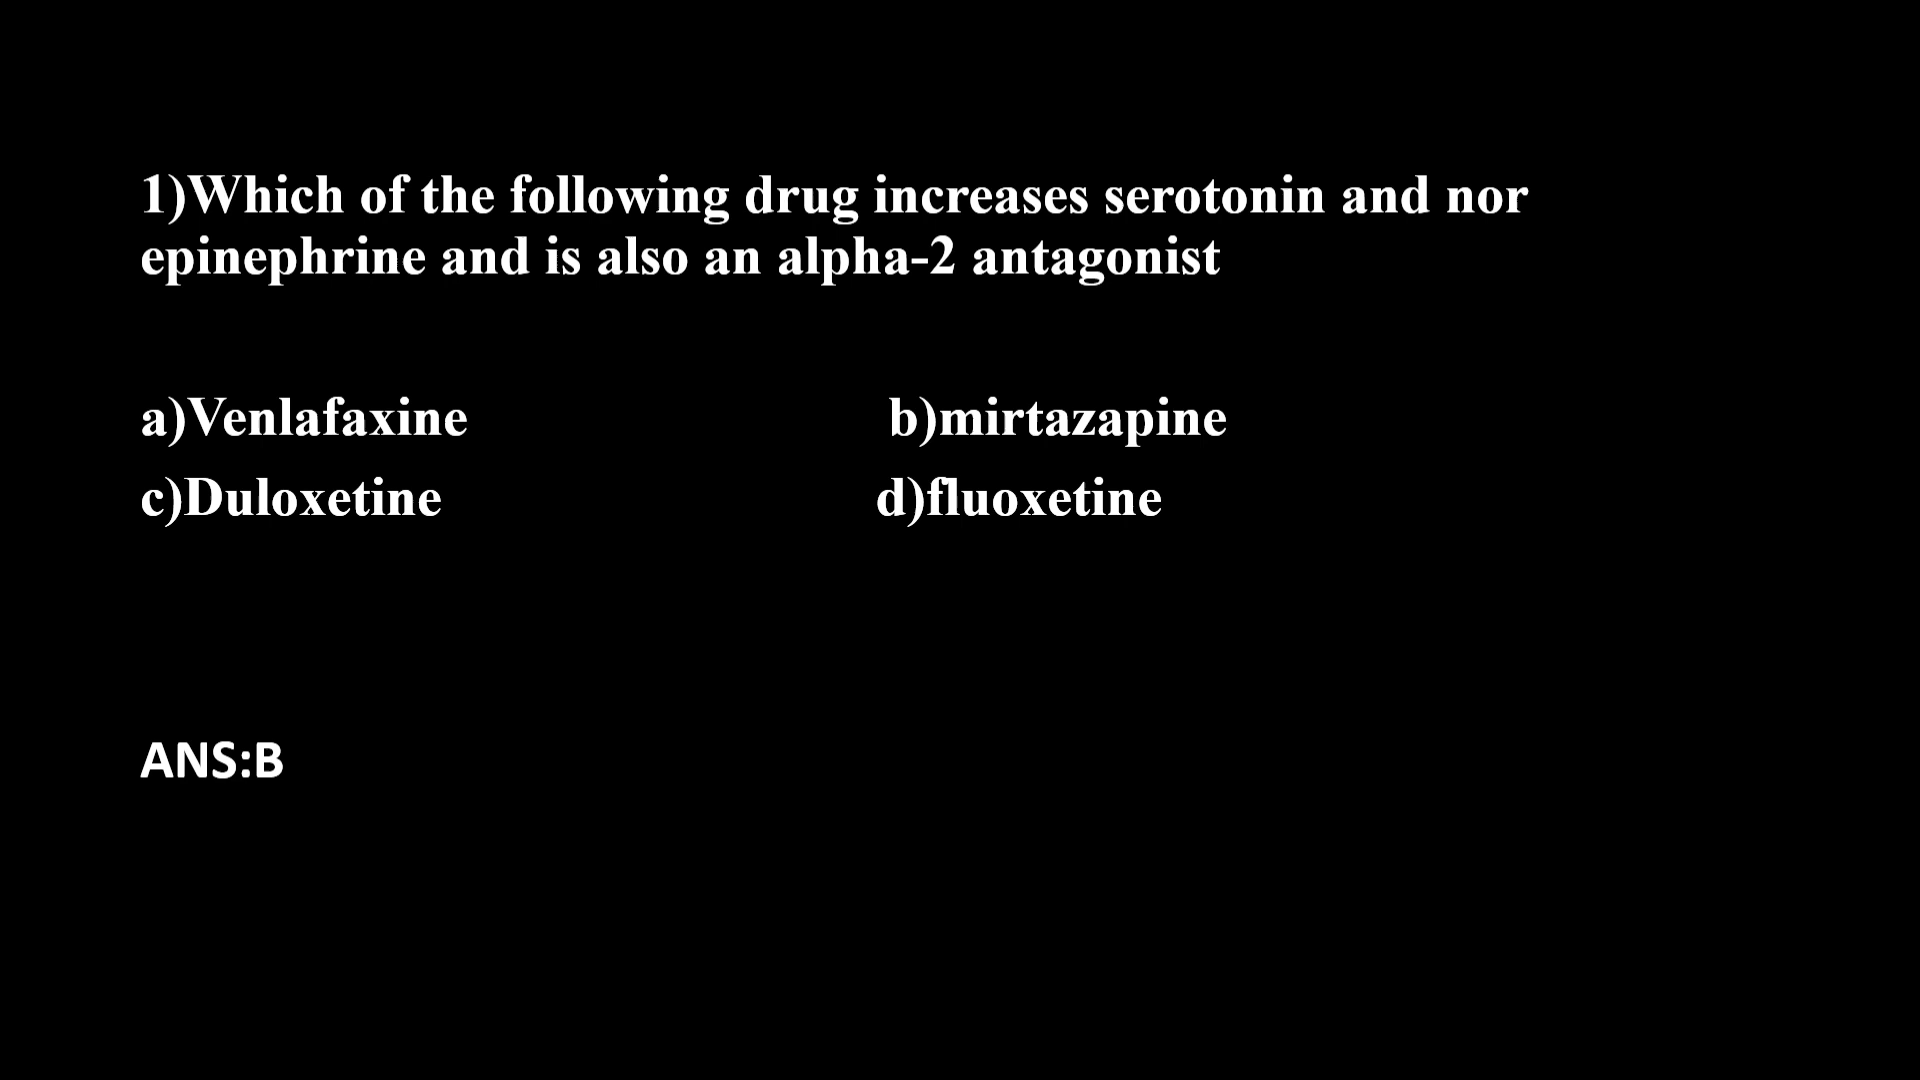 1)Which of the following drug increases serotonin and nor
epinephrine and is also an alpha-2 antagonist
a)Venlafaxine b)mirtazapine
c)Duloxetine d)fluoxetine
ANS:B